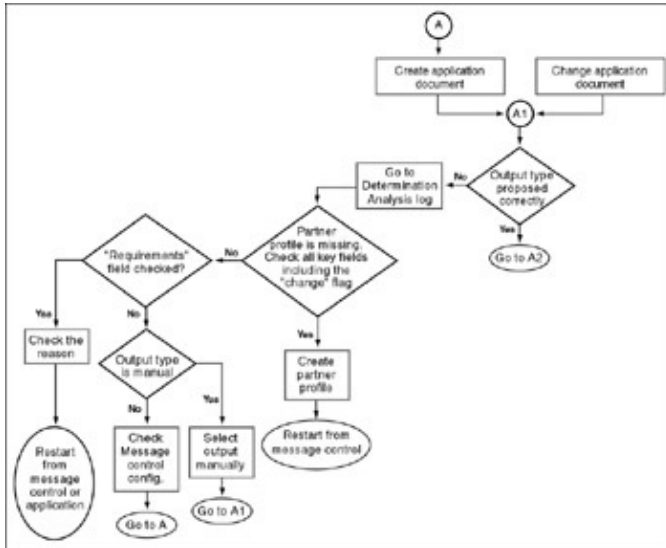 A
Create application
document
Change application
document
A1
Output type
proposed
correctly
No
Go to
Determination
Analysis log
Yes
Go to A2
Partner
profile is missing.
Check all key fields
including the
"change" flag
No
"Requirements"
field checked?
Yes
Check the
reason
Restart
from
message
control or
application
No
Output type
is manual
No
Check
Message
control
config.
Go to A
Yes
Select
output
manually
Go to A1
Yes
Create
partner
profile
Restart from
message control